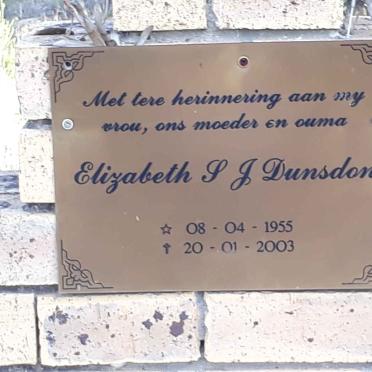 Met tere herinnering aan my
vrou, ons moeder en ouma
Elizabeth S J Dunsdon
☆ 08 - 04 - 1955
✝ 20 - 01 - 2003